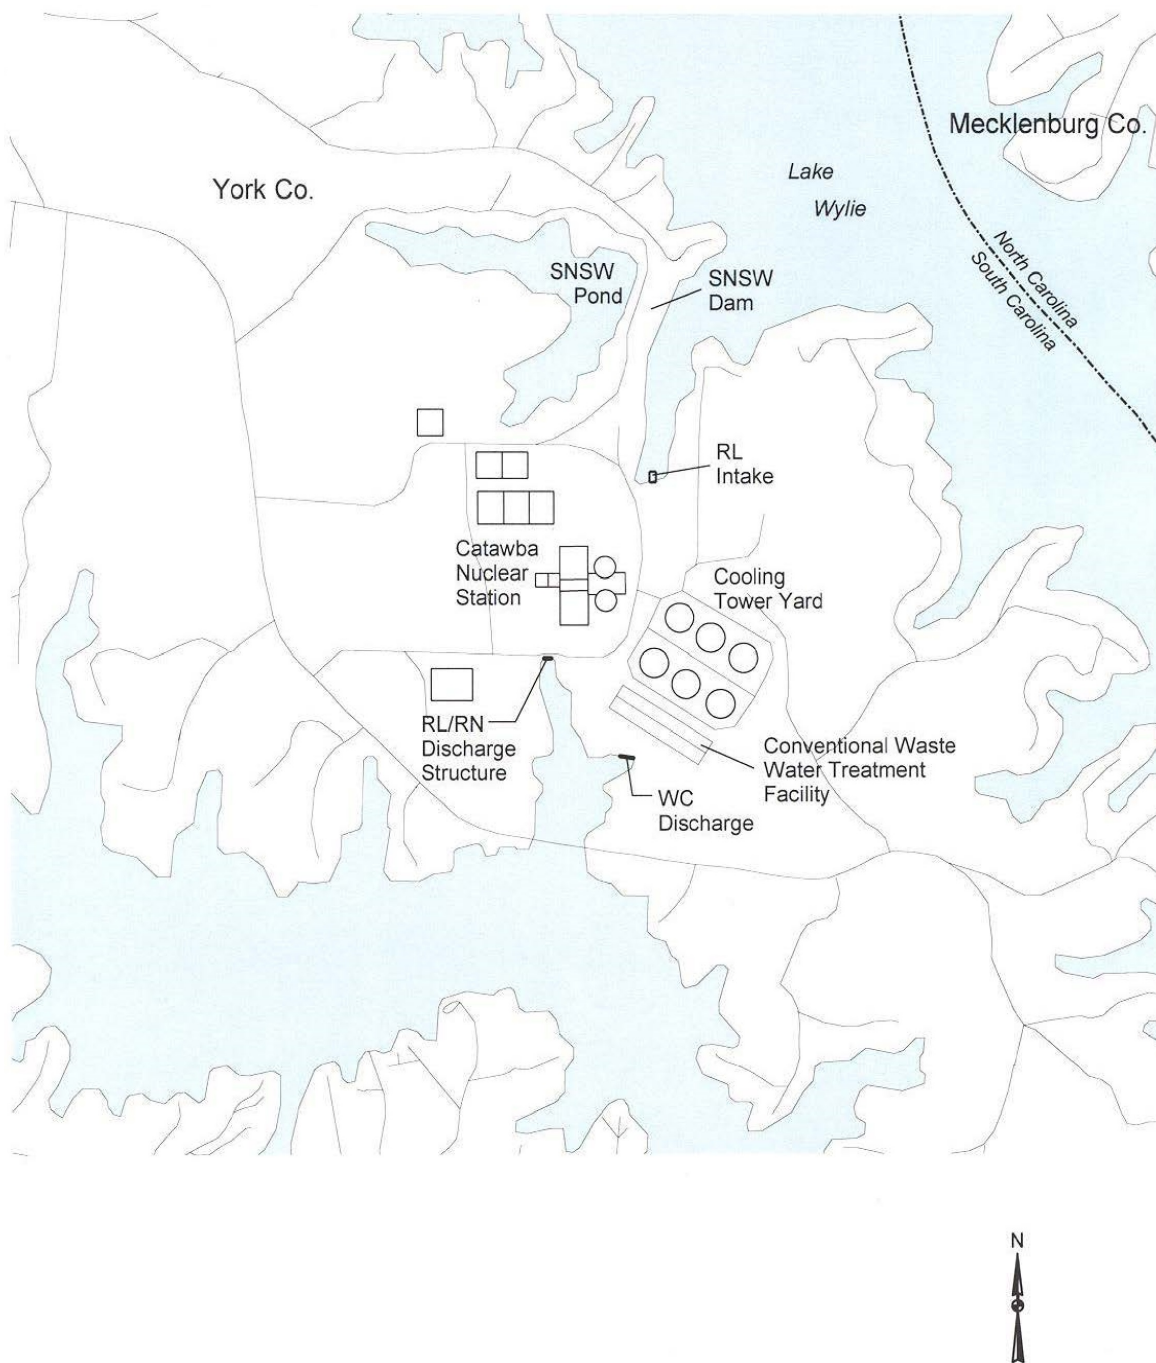 Mecklenburg Co.
Lake
Wylie
York Co.
North Carolina
South Carolina
SNSW
Pond
SNSW
Dam
RL
Intake
Catawba
Nuclear
Station
Cooling
Tower Yard
RL/RN
Discharge
Structure
Conventional Waste
Water Treatment
Facility
WC
Discharge
N